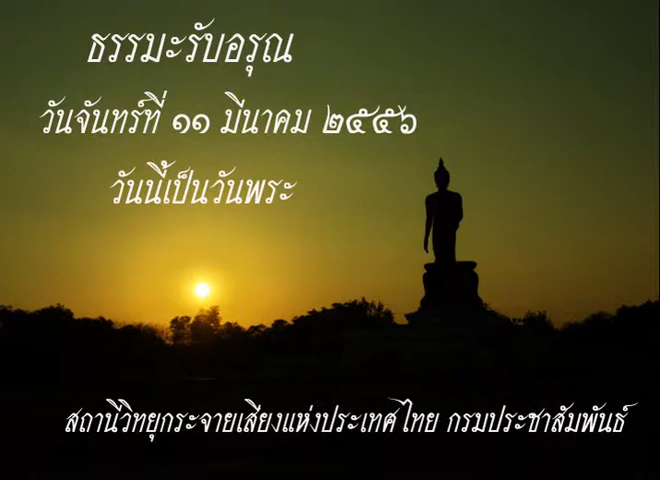 ธรรมะรับอรุณ
วันจันทร์ที่ ๑๑ มีนาคม ๒๕๕๖
วันนี้เป็นวันพระ
สถานีวิทยุกระจายเสียงแห่งประเทศไทย กรมประชาสัมพันธ์